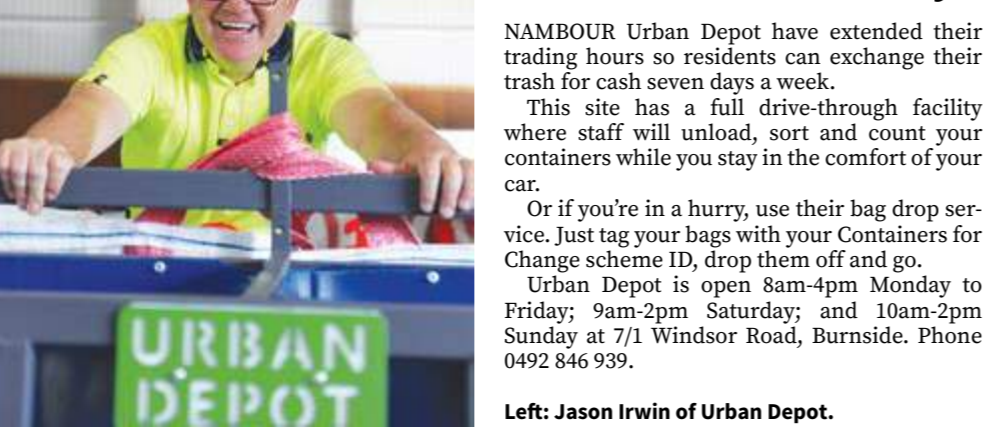 NAMBOUR Urban Depot have extended their
trading hours so residents can exchange their
trash for cash seven days a week.
This site has a full drive-through facility
where staff will unload, sort and count your
containers while you stay in the comfort of your
car.
Or if you're in a hurry, use their bag drop ser-
vice. Just tag your bags with your Containers for
Change scheme ID, drop them off and go.
Urban Depot is open 8am-4pm Monday to
Friday; 9am-2pm Saturday; and 10am-2pm
Sunday at 7/1 Windsor Road, Burnside. Phone
0492 846 939.
Left: Jason Irwin of Urban Depot.
URBAN
DEPOT